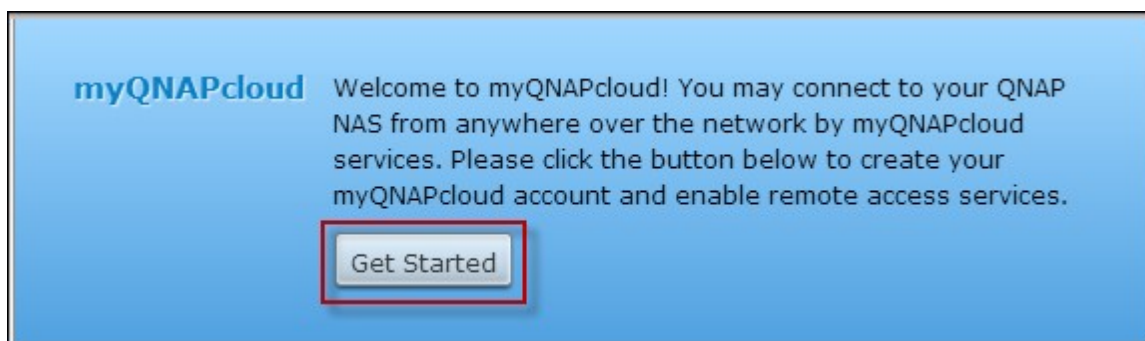 myQNAPcloud
Welcome to myQNAPcloud! You may connect to your QNAP
NAS from anywhere over the network by myQNAPcloud
services. Please click the button below to create your
myQNAPcloud account and enable remote access services.
Get Started